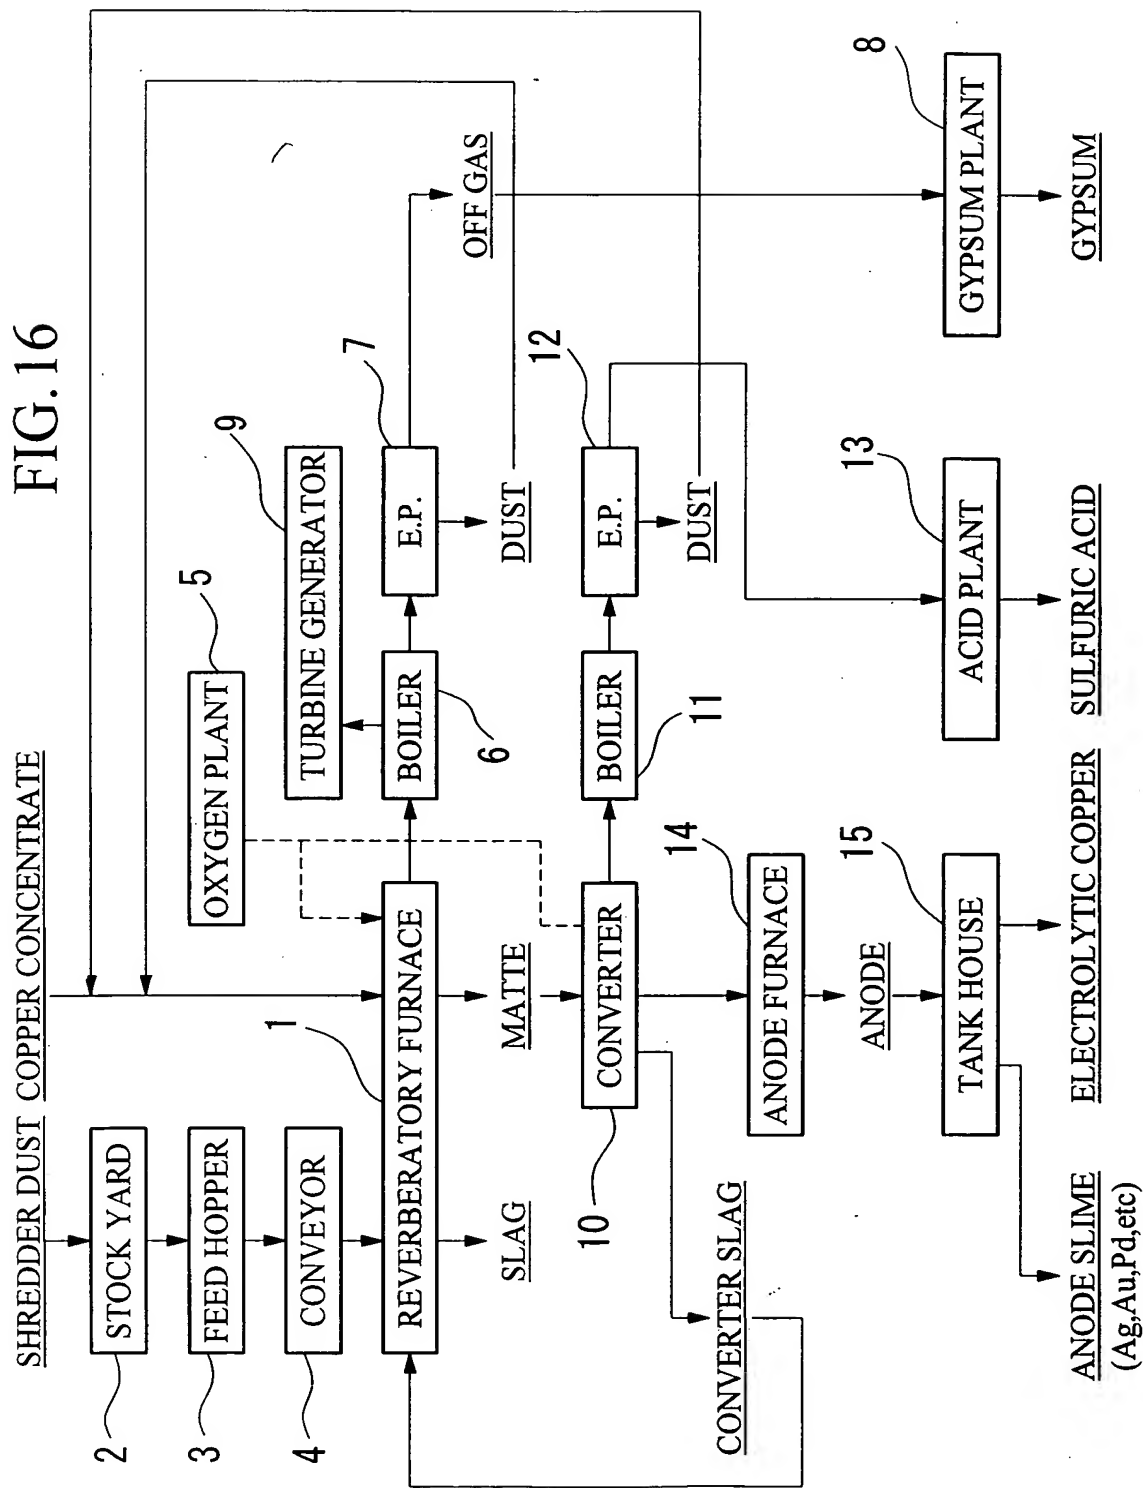 FIG.16
SHREDDER DUST
COPPER CONCENTRATE
STOCK YARD
2
FEED HOPPER
3
CONVEYOR
4
OXYGEN PLANT
5
TURBINE GENERATOR
9
REVERBERATORY FURNACE
1
BOILER
6
E.P.
7
SLAG
MATTE
DUST
OFF GAS
CONVERTER
10
BOILER
11
E.P.
12
CONVERTER SLAG
DUST
ANODE FURNACE
14
ANODE
TANK HOUSE
15
ACID PLANT
13
GYPSUM PLANT
8
ANODE SLIME
(Ag,Au,Pd,etc)
ELECTROLYTIC COPPER
SULFURIC ACID
GYPSUM